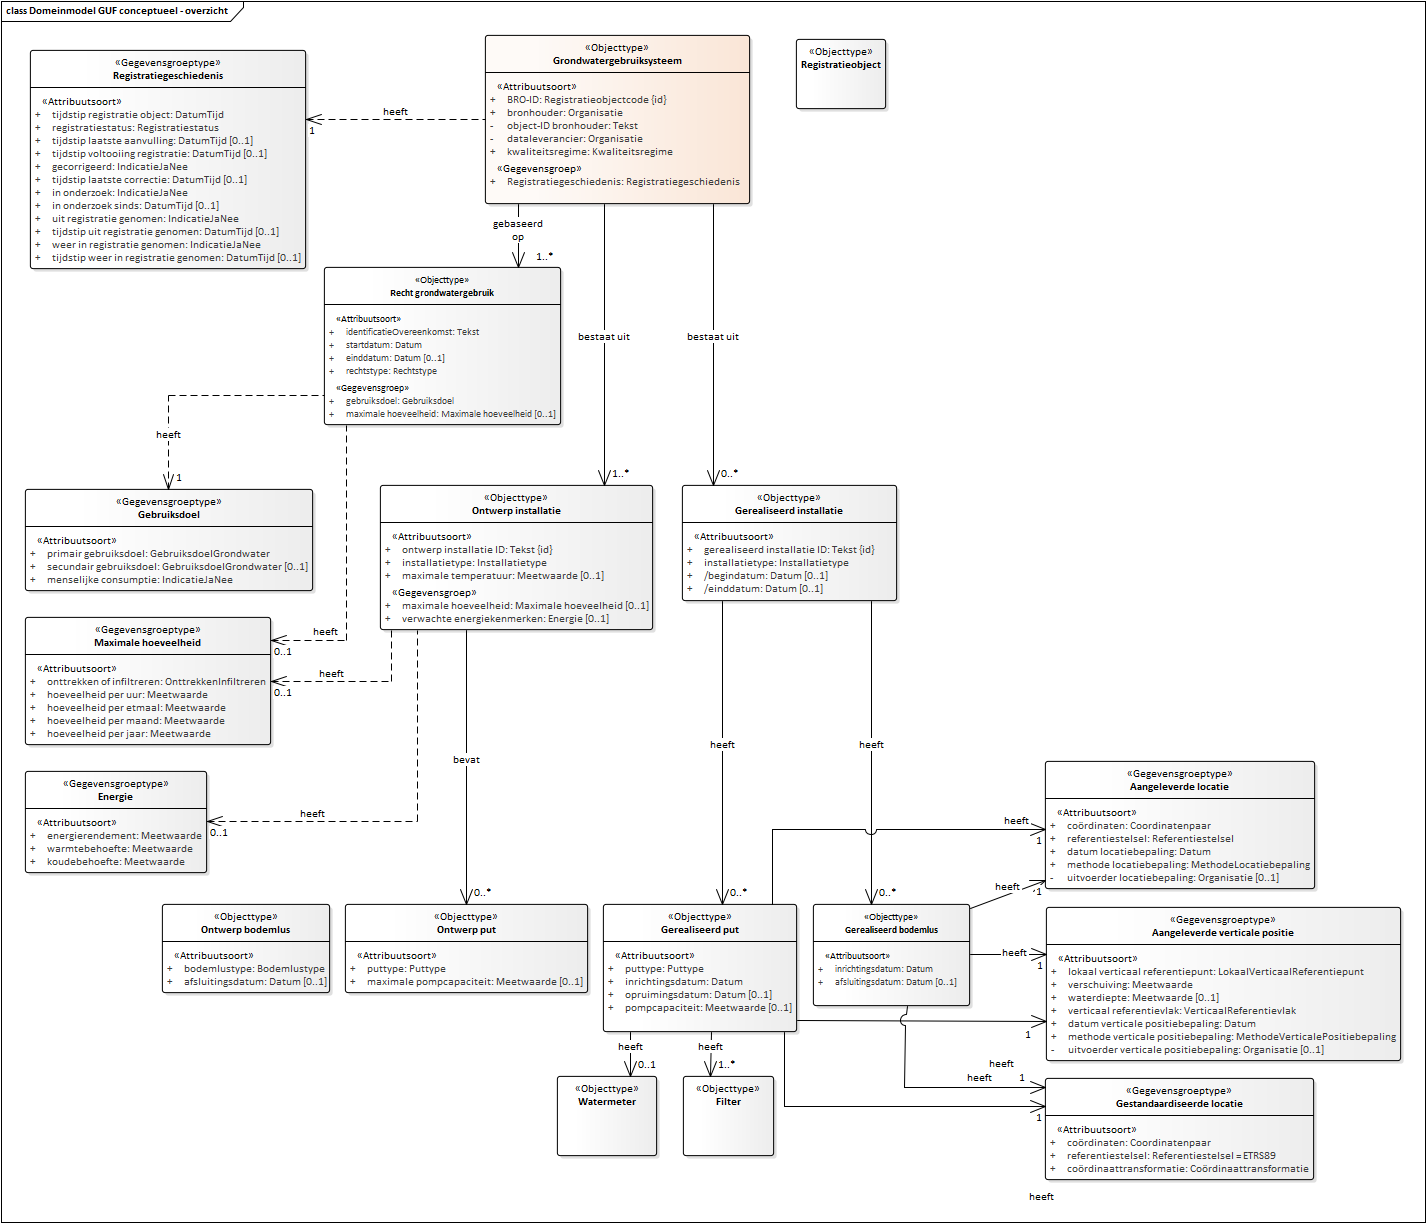 class Domeinmodel GUF conceptueel - overzicht
«Gegevensgroeptype»
Registratiegeschiedenis
«Attribuutsoort»
+ tijdstip registratie object: DatumTijd
+ registratiestatus: Registratiestatus
+ tijdstip laatste aanvulling: DatumTijd [0..1]
+ tijdstip voltooiing registratie: DatumTijd [0..1]
+ gecorrigeerd: IndicatieJaNee
+ tijdstip laatste correctie: DatumTijd [0..1]
+ in onderzoek: IndicatieJaNee
+ in onderzoek sinds: DatumTijd [0..1]
+ uit registratie genomen: IndicatieJaNee
+ tijdstip uit registratie genomen: DatumTijd [0..1]
+ weer in registratie genomen: IndicatieJaNee
+ tijdstip weer in registratie genomen: DatumTijd [0..1]
heeft
1
«Objecttype»
Grondwatergebruiksysteem
«Attribuutsoort»
+ BRO-ID: Registratieobjectcode {id}
+ bronhouder: Organisatie
- object-ID bronhouder: Tekst
- dataleverancier: Organisatie
+ kwaliteitsregime: Kwaliteitsregime
«Gegevensgroep»
+ Registratiegeschiedenis: Registratiegeschiedenis
«Objecttype»
Registratieobject
gebaseerd
op
1..*
bestaat uit
1..*
bestaat uit
0..*
«Objecttype»
Recht grondwatergebruik
«Attribuutsoort»
+ identificatieOvereenkomst: Tekst
+ startdatum: Datum
+ einddatum: Datum [0..1]
+ rechtstype: Rechtstype
«Gegevensgroep»
+ gebruiksdoel: Gebruiksdoel
+ maximale hoeveelheid: Maximale hoeveelheid [0..1]
heeft
1
«Gegevensgroeptype»
Gebruiksdoel
«Attribuutsoort»
+ primair gebruiksdoel: GebruiksdoelGrondwater
+ secundair gebruiksdoel: GebruiksdoelGrondwater [0..1]
+ menselijke consumptie: IndicatieJaNee
«Objecttype»
Ontwerp installatie
«Attribuutsoort»
+ ontwerp installatie ID: Tekst {id}
+ installatietype: Installatietype
+ maximale temperatuur: Meetwaarde [0..1]
«Gegevensgroep»
+ maximale hoeveelheid: Maximale hoeveelheid [0..1]
+ verwachte energiekenmerken: Energie [0..1]
«Objecttype»
Gerealiseerd installatie
«Attribuutsoort»
+ gerealiseerd installatie ID: Tekst {id}
+ installatietype: Installatietype
+ /begindatum: Datum [0..1]
+ /einddatum: Datum [0..1]
«Gegevensgroeptype»
Maximale hoeveelheid
«Attribuutsoort»
+ onttrekken of infiltreren: OnttrekkenInfiltreren
+ hoeveelheid per uur: Meetwaarde
+ hoeveelheid per etmaal: Meetwaarde
+ hoeveelheid per maand: Meetwaarde
+ hoeveelheid per jaar: Meetwaarde
heeft
0..1
heeft
0..1
«Gegevensgroeptype»
Energie
«Attribuutsoort»
+ energierendement: Meetwaarde
+ warmtebehoefte: Meetwaarde
+ koudebehoefte: Meetwaarde
heeft
0..1
bevat
0..*
heeft
0..*
heeft
0..*
«Gegevensgroeptype»
Aangeleverde locatie
«Attribuutsoort»
+ coördinaten: Coordinatenpaar
+ referentiestelsel: Referentiestelsel
+ datum locatiebepaling: Datum
+ methode locatiebepaling: MethodeLocatiebepaling
- uitvoerder locatiebepaling: Organisatie [0..1]
heeft
1
heeft
1
«Objecttype»
Ontwerp bodemlus
«Attribuutsoort»
+ bodemlustype: Bodemlustype
+ afsluitingsdatum: Datum [0..1]
«Objecttype»
Ontwerp put
«Attribuutsoort»
+ puttype: Puttype
+ maximale pompcapaciteit: Meetwaarde [0..1]
«Objecttype»
Gerealiseerd put
«Attribuutsoort»
+ puttype: Puttype
+ inrichtingsdatum: Datum
+ opruimingsdatum: Datum [0..1]
+ pompcapaciteit: Meetwaarde [0..1]
«Objecttype»
Gerealiseerd bodemlus
«Attribuutsoort»
+ inrichtingsdatum: Datum
+ afsluitingsdatum: Datum [0..1]
heeft
1
1
«Gegevensgroeptype»
Aangeleverde verticale positie
«Attribuutsoort»
+ lokaal verticaal referentiepunt: LokaalVerticaalReferentiepunt
+ verschuiving: Meetwaarde
+ waterdiepte: Meetwaarde [0..1]
+ verticaal referentievlak: VerticaalReferentievlak
+ datum verticale positiebepaling: Datum
+ methode verticale positiebepaling: MethodeVerticalePositiebepaling
- uitvoerder verticale positiebepaling: Organisatie [0..1]
heeft
0..1
heeft
1..*
heeft
heeft
1
1
«Objecttype»
Watermeter
«Objecttype»
Filter
«Gegevensgroeptype»
Gestandaardiseerde locatie
«Attribuutsoort»
+ coördinaten: Coordinatenpaar
+ referentiestelsel: Referentiestelsel = ETRS89
+ coördinaattransformatie: Coördinaattransformatie
heeft